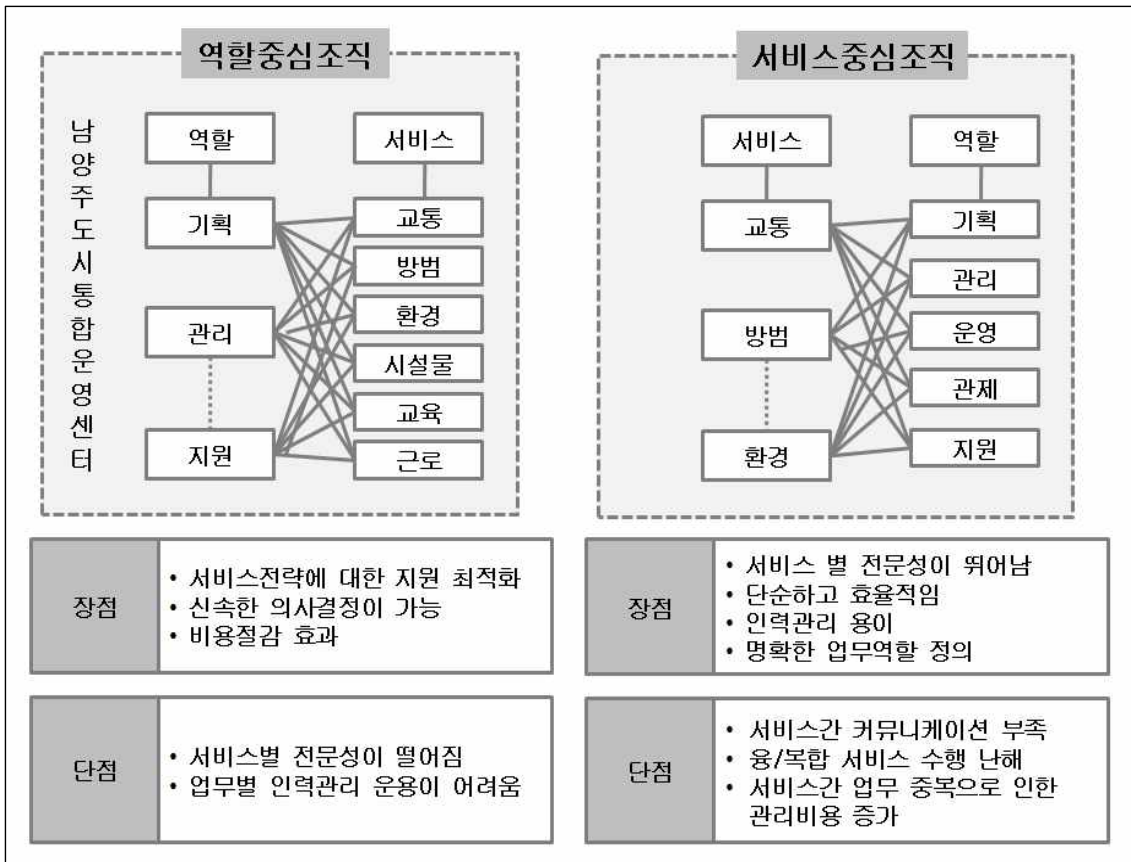 역할중심조직
남양주도시통합운영센터
역할
기획
관리
지원
서비스
교통
방범
환경
시설물
교육
근로
장점
• 서비스전략에 대한 지원 최적화
• 신속한 의사결정이 가능
• 비용절감 효과
단점
• 서비스별 전문성이 떨어짐
• 업무별 인력관리 운용이 어려움
서비스중심조직
서비스
교통
방범
환경
역할
기획
관리
운영
관제
지원
장점
• 서비스 별 전문성이 뛰어남
• 단순하고 효율적임
• 인력관리 용이
• 명확한 업무역할 정의
단점
• 서비스간 커뮤니케이션 부족
• 융/복합 서비스 수행 난해
• 서비스간 업무 중복으로 인한
관리비용 증가